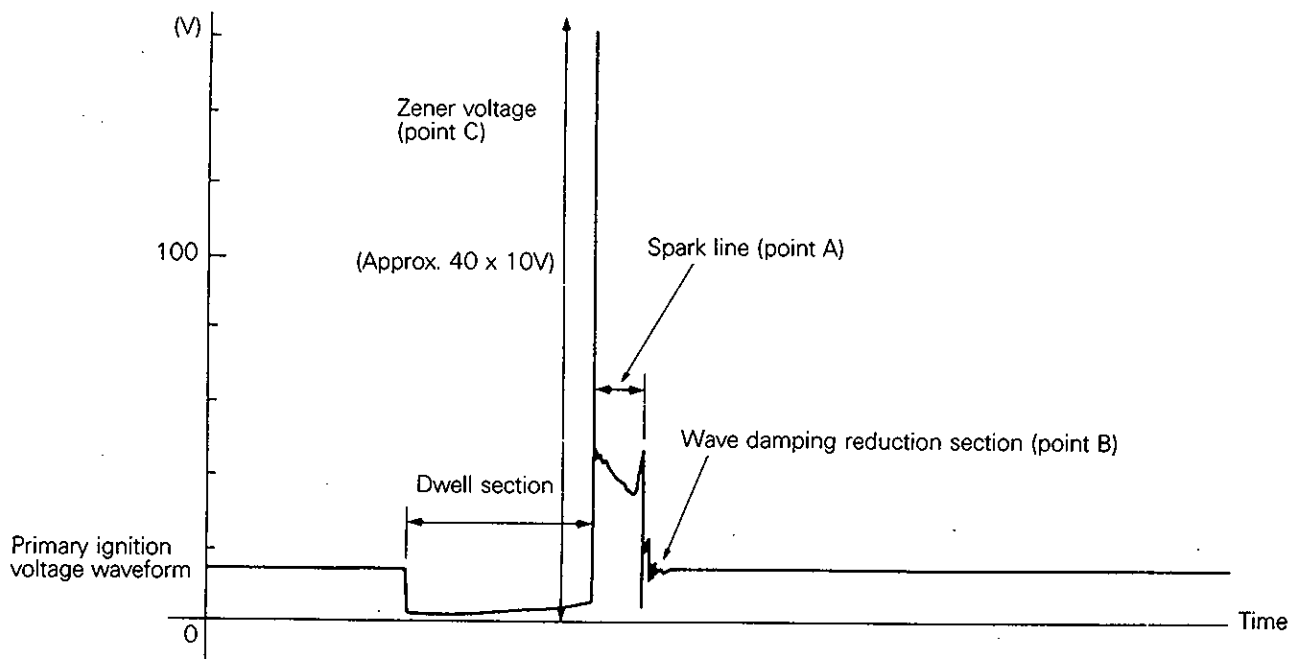 (V)
Zener voltage
(point C)
100
(Approx. 40 x 10V)
Spark line (point A)
Wave damping reduction section (point B)
Dwell section
Primary ignition
voltage waveform
0
Time